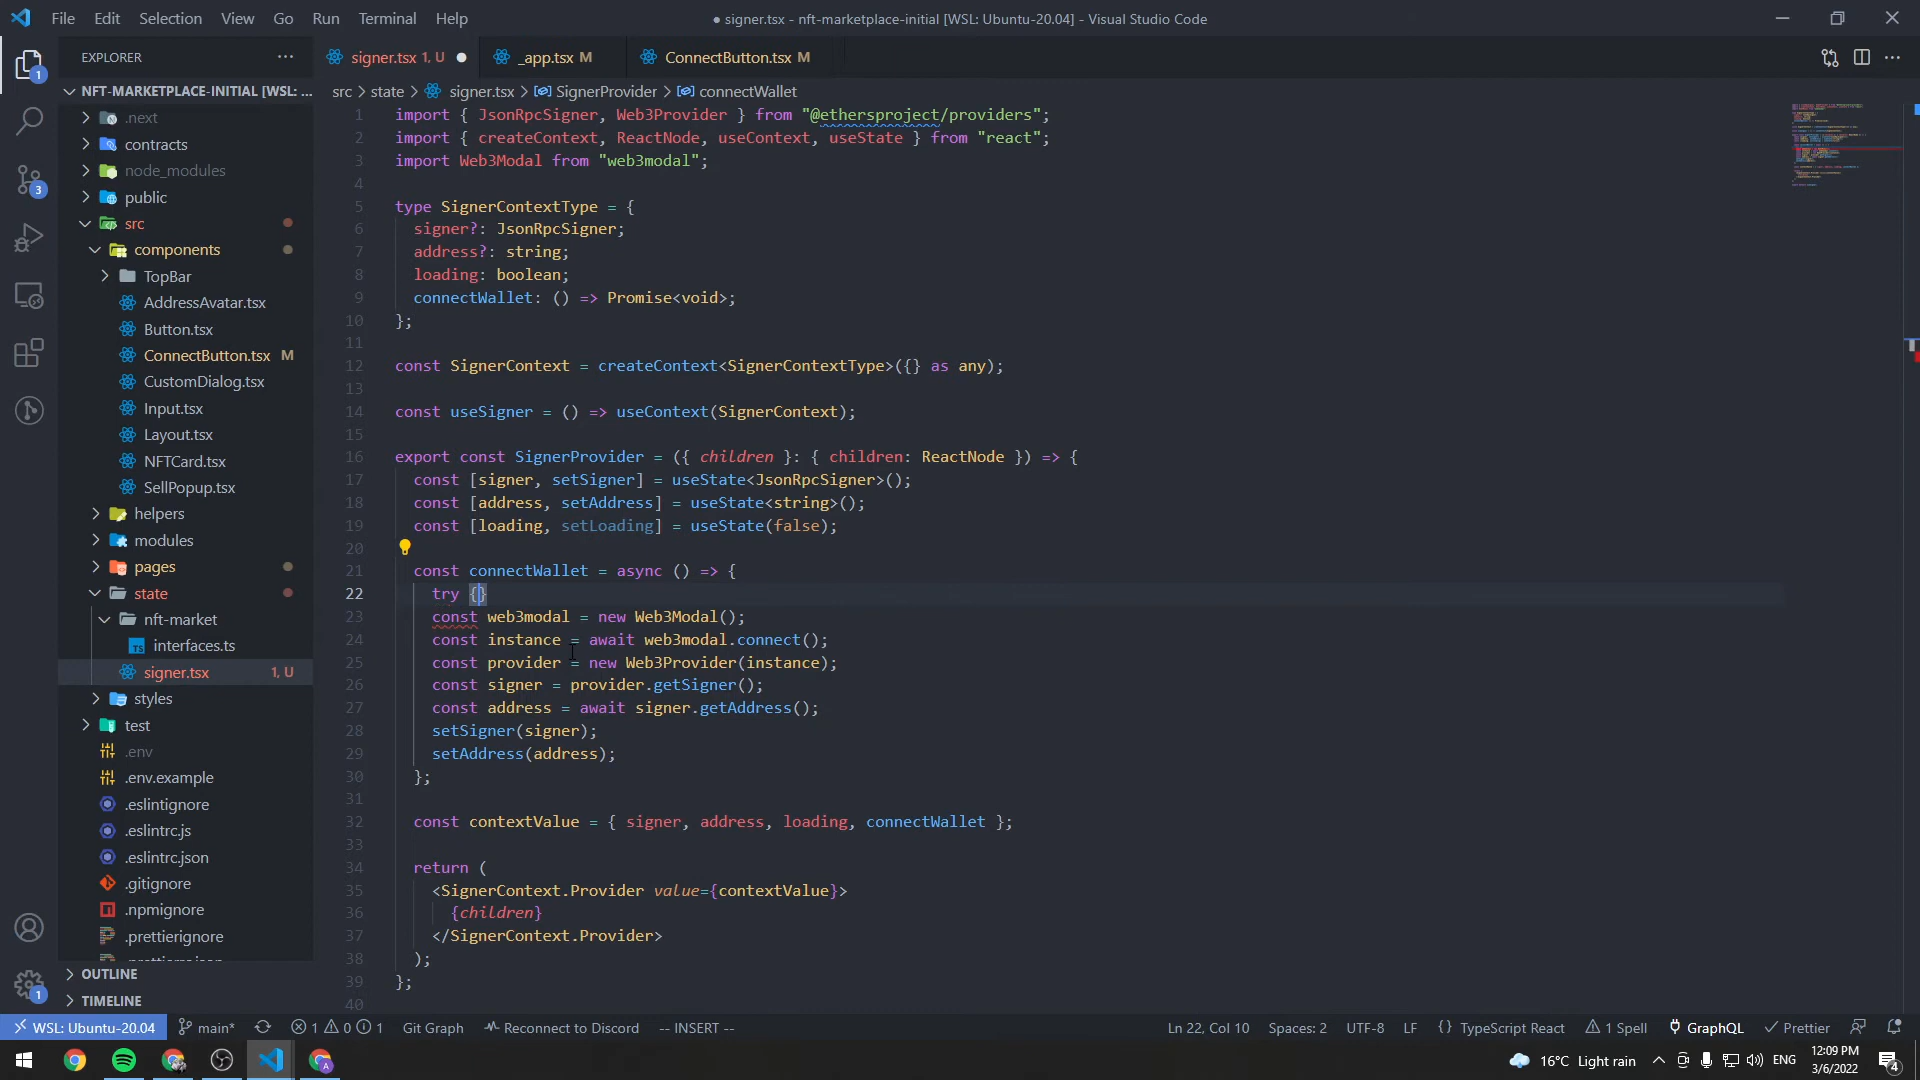 File Edit Selection View Go Run Terminal Help
● signer.tsx - nft-marketplace-initial [WSL: Ubuntu-20.04] - Visual Studio Code
EXPLORER
signer.tsx 1, U
_app.tsx M
ConnectButton.tsx M
NFT-MARKETPLACE-INITIAL [WSL: ...
src > state > signer.tsx > SignerProvider > connectWallet
.next
contracts
node_modules
public
src
components
TopBar
AddressAvatar.tsx
Button.tsx
ConnectButton.tsx M
CustomDialog.tsx
Input.tsx
Layout.tsx
NFTCard.tsx
SellPopup.tsx
helpers
modules
pages
state
nft-market
interfaces.ts
signer.tsx 1, U
styles
test
.env
.env.example
.eslintignore
.eslintrc.js
.eslintrc.json
.gitignore
.npmignore
.prettierignore
OUTLINE
TIMELINE
1 import { JsonRpcSigner, Web3Provider } from "@ethersproject/providers";
2 import { createContext, ReactNode, useContext, useState } from "react";
3 import Web3Modal from "web3modal";
4
5 type SignerContextType = {
6 signer?: JsonRpcSigner;
7 address?: string;
8 loading: boolean;
9 connectWallet: () => Promise<void>;
10 };
11
12 const SignerContext = createContext<SignerContextType>({} as any);
13
14 const useSigner = () => useContext(SignerContext);
15
16 export const SignerProvider = ({ children }: { children: ReactNode }) => {
17 const [signer, setSigner] = useState<JsonRpcSigner>();
18 const [address, setAddress] = useState<string>();
19 const [loading, setLoading] = useState(false);
20
21 const connectWallet = async () => {
22 try {}
23 const web3modal = new Web3Modal();
24 const instance = await web3modal.connect();
25 const provider = new Web3Provider(instance);
26 const signer = provider.getSigner();
27 const address = await signer.getAddress();
28 setSigner(signer);
29 setAddress(address);
30 };
31
32 const contextValue = { signer, address, loading, connectWallet };
33
34 return (
35 <SignerContext.Provider value={contextValue}>
36 {children}
37 </SignerContext.Provider>
38 );
39 };
40
WSL: Ubuntu-20.04 main* 1 0 1 Git Graph Reconnect to Discord -- INSERT -- Ln 22, Col 10 Spaces: 2 UTF-8 LF {} TypeScript React 1 Spell GraphQL Prettier
16°C Light rain ENG 12:09 PM
3/6/2022 4